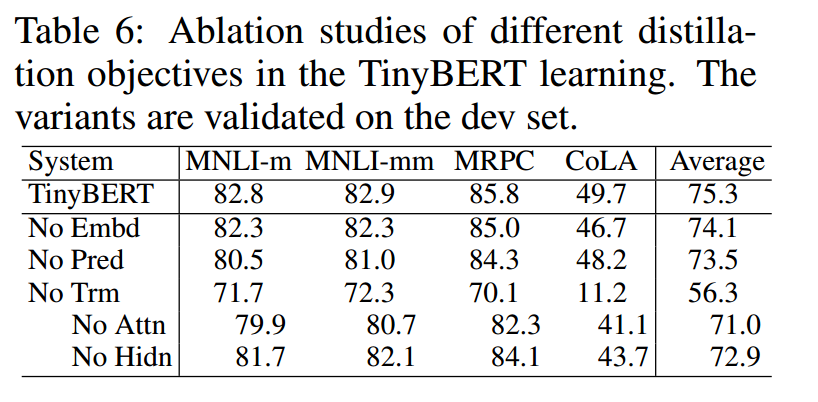 Table 6: Ablation studies of different distilla-
tion objectives in the TinyBERT learning. The
variants are validated on the dev set.
System MNLI-m MNLI-mm MRPC CoLA Average
TinyBERT 82.8 82.9 85.8 49.7 75.3
No Embd 82.3 82.3 85.0 46.7 74.1
No Pred 80.5 81.0 84.3 48.2 73.5
No Trm 71.7 72.3 70.1 11.2 56.3
No Attn 79.9 80.7 82.3 41.1 71.0
No Hidn 81.7 82.1 84.1 43.7 72.9